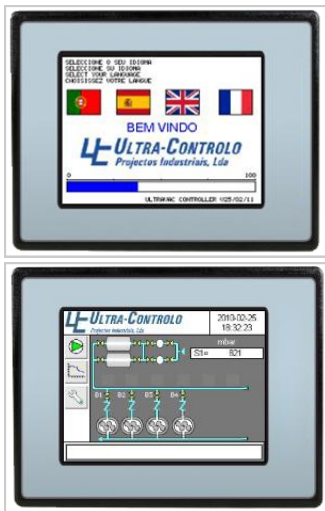 SELECCIONE O SEU IDIOMA
SELECCIONE SU IDIOMA
SELECT YOUR LANGUAGE
CHOISISSEZ VOTRE LANGUE
BEM VINDO
ULTRA-CONTROLO
Projectos Industriais, Lda
0 100
ULTRAVAC CONTROLLER V25/02/11
ULTRA-CONTROLO
Projectos Industriais, Lda
2010-02-25
18:32:23
mbar
S1= 821
B1 B2 B3 B4